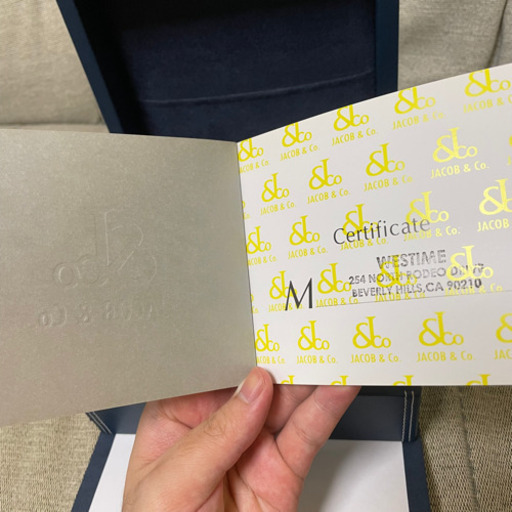 JACOB & Co.
Certificate
WESTIME
254 NORTH RODEO DRIVE
BEVERLY HILLS, CA 90210
M